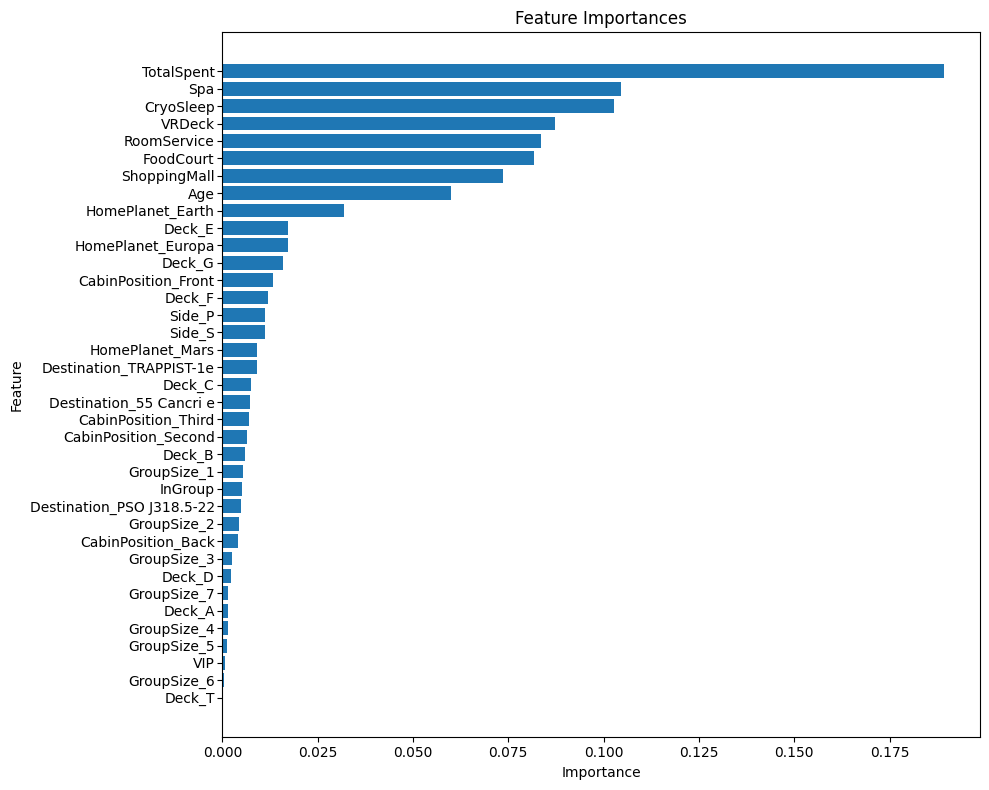 Feature Importances
TotalSpent
Spa
CryoSleep
VRDeck
RoomService
FoodCourt
ShoppingMall
Age
HomePlanet_Earth
Deck_E
HomePlanet_Europa
Deck_G
CabinPosition_Front
Deck_F
Side_P
Side_S
HomePlanet_Mars
Destination_TRAPPIST-1e
Deck_C
Destination_55 Cancri e
CabinPosition_Third
CabinPosition_Second
Deck_B
GroupSize_1
InGroup
Destination_PSO J318.5-22
GroupSize_2
CabinPosition_Back
GroupSize_3
Deck_D
GroupSize_7
Deck_A
GroupSize_4
GroupSize_5
VIP
GroupSize_6
Deck_T
Feature
0.000 0.025 0.050 0.075 0.100 0.125 0.150 0.175
Importance